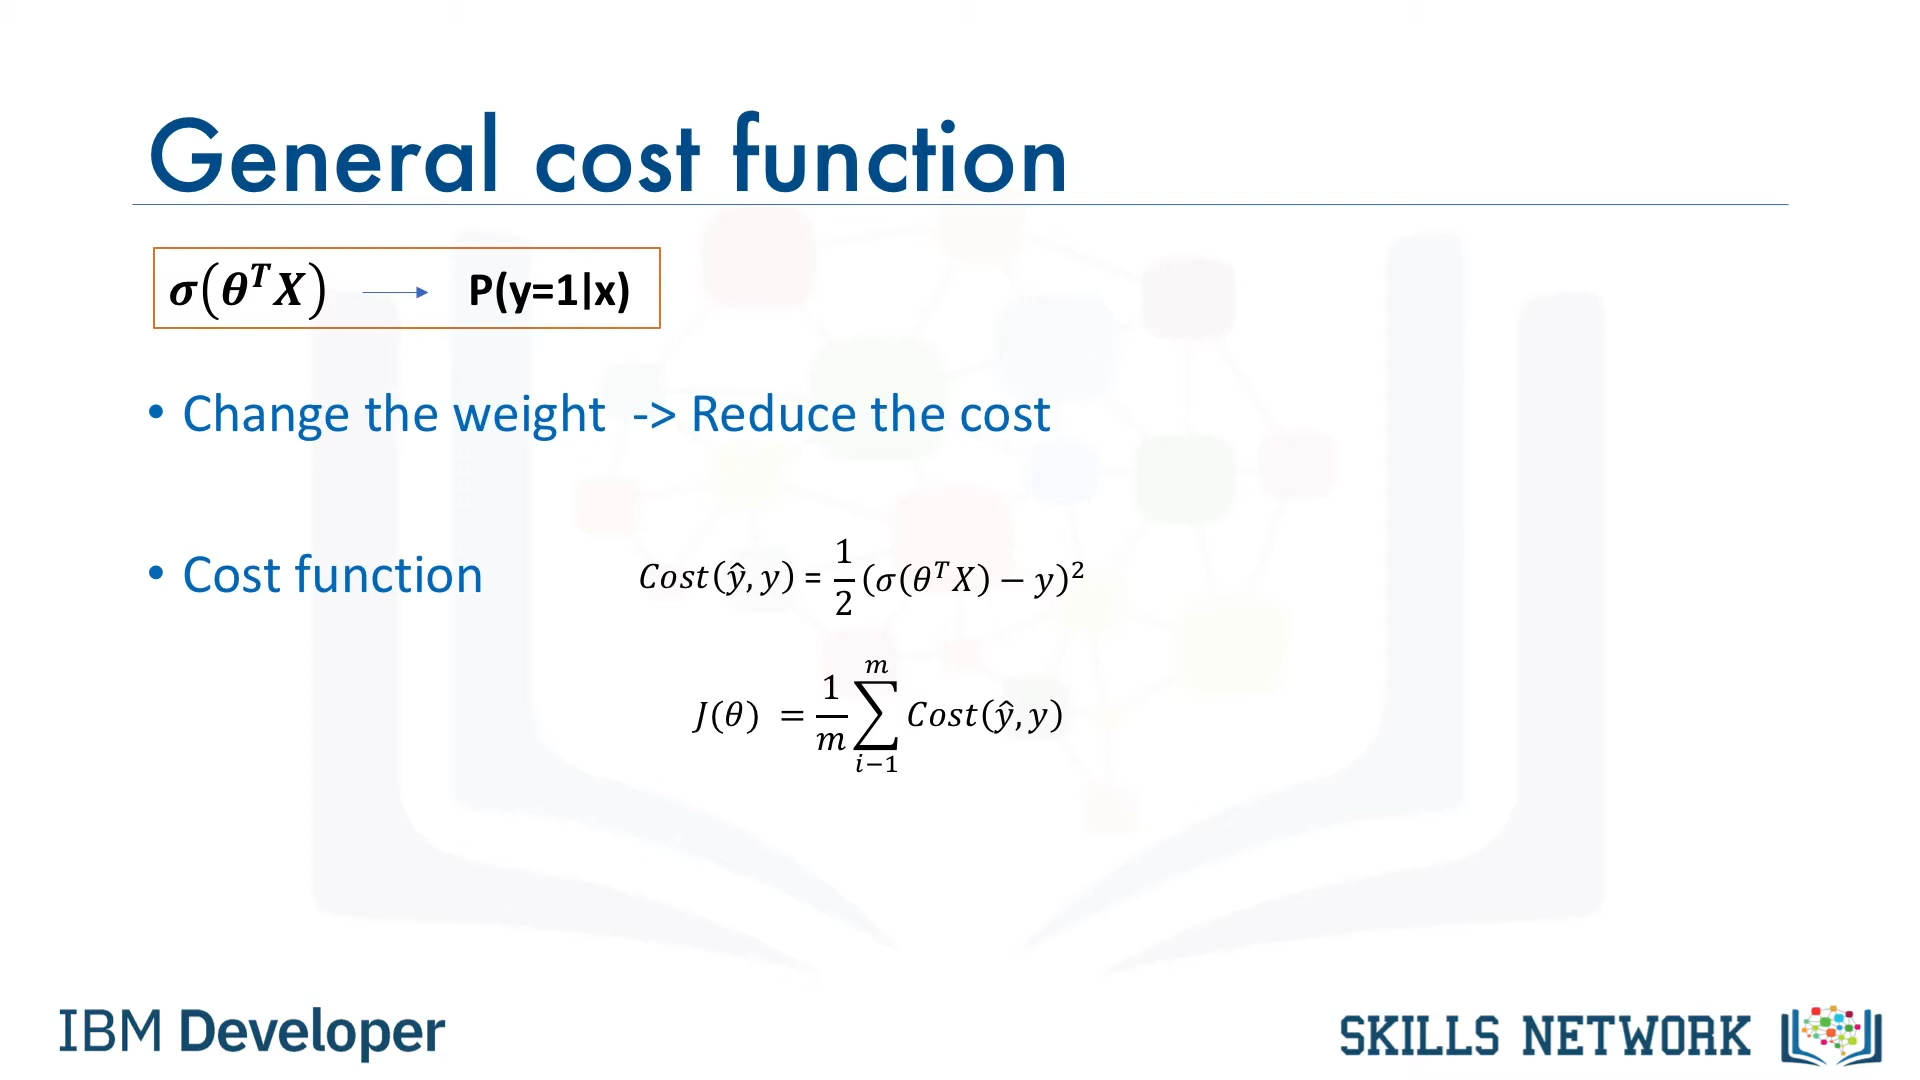 General cost function
σ(θᵀX) → P(y=1|x)
• Change the weight -> Reduce the cost
• Cost function
Cost(ŷ, y) = 1/2 (σ(θᵀX) − y)²
J(θ) = 1/m ∑_{i−1}^{m} Cost(ŷ, y)
IBM Developer
SKILLS NETWORK